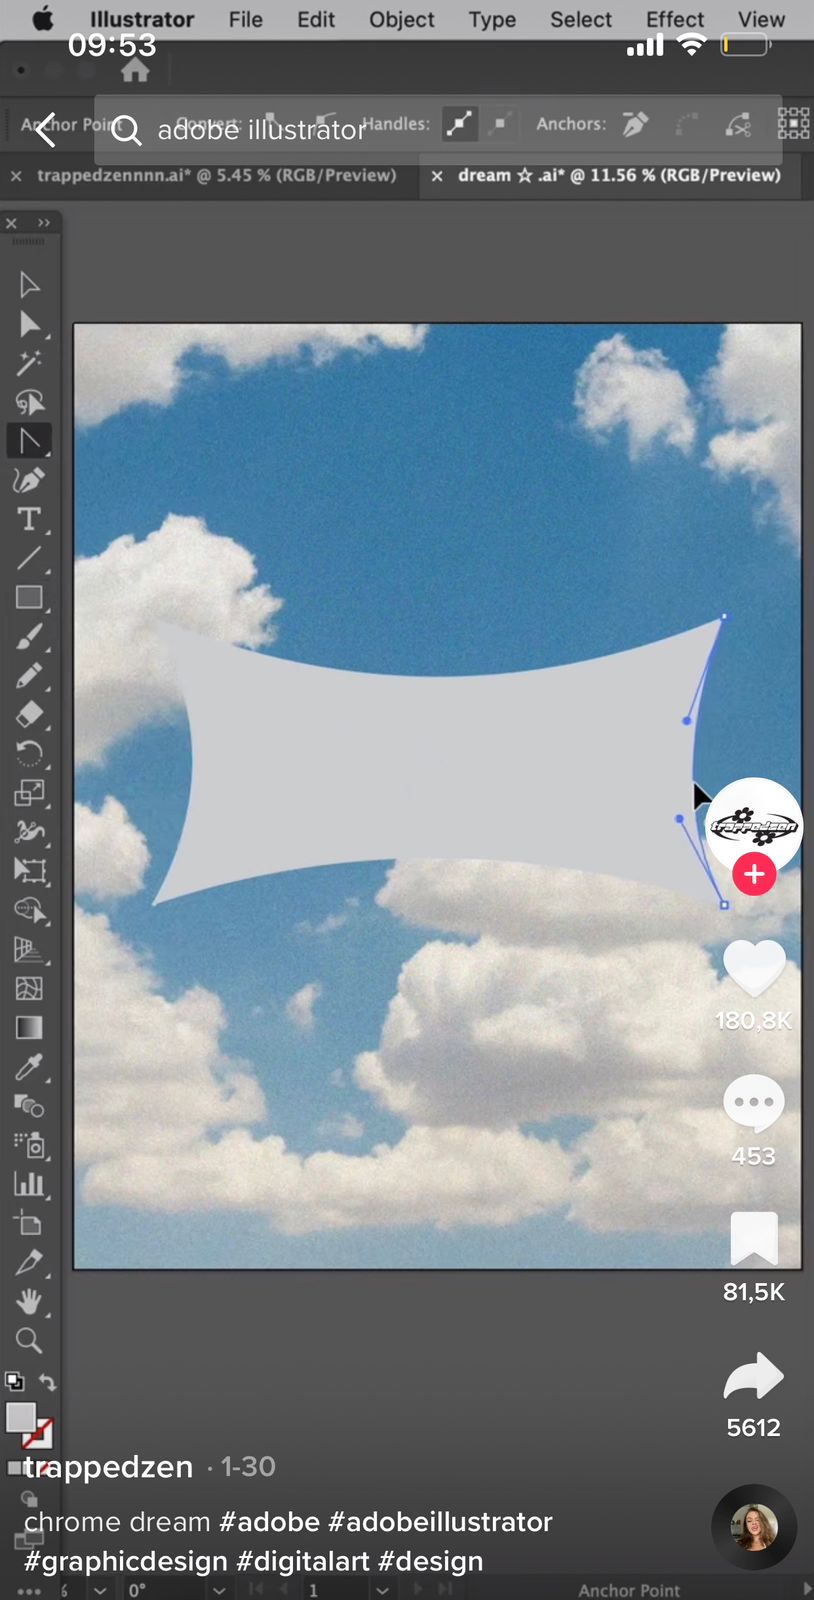 Illustrator File Edit Object Type Select Effect View
09:53
Anchor Point Convert: Handles: Anchors:
adobe illustrator
× trappedzennnn.ai* @ 5.45 % (RGB/Preview) × dream ☆ .ai* @ 11.56 % (RGB/Preview)
trappedzen
180,8K
453
81,5K
5612
trappedzen · 1-30
chrome dream #adobe #adobeillustrator
#graphicdesign #digitalart #design
% 0° 1 Anchor Point